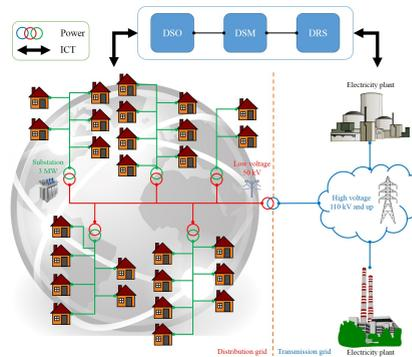 Power
ICT
DSO
DSM
DRS
Electricity plant
Substation
3 MW
Low voltage
50 kV
High voltage
110 kV and up
Distribution grid
Transmission grid
Electricity plant